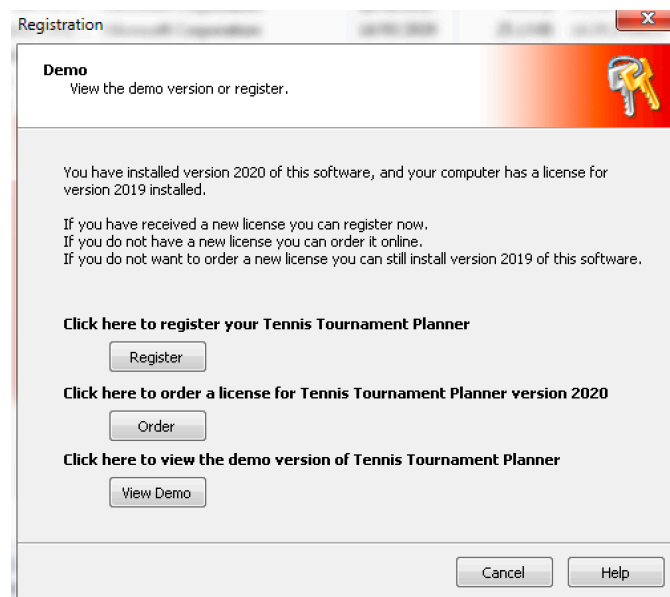 Registration
Demo
View the demo version or register.
You have installed version 2020 of this software, and your computer has a license for
version 2019 installed.
If you have received a new license you can register now.
If you do not have a new license you can order it online.
If you do not want to order a new license you can still install version 2019 of this software.
Click here to register your Tennis Tournament Planner
Register
Click here to order a license for Tennis Tournament Planner version 2020
Order
Click here to view the demo version of Tennis Tournament Planner
View Demo
Cancel Help